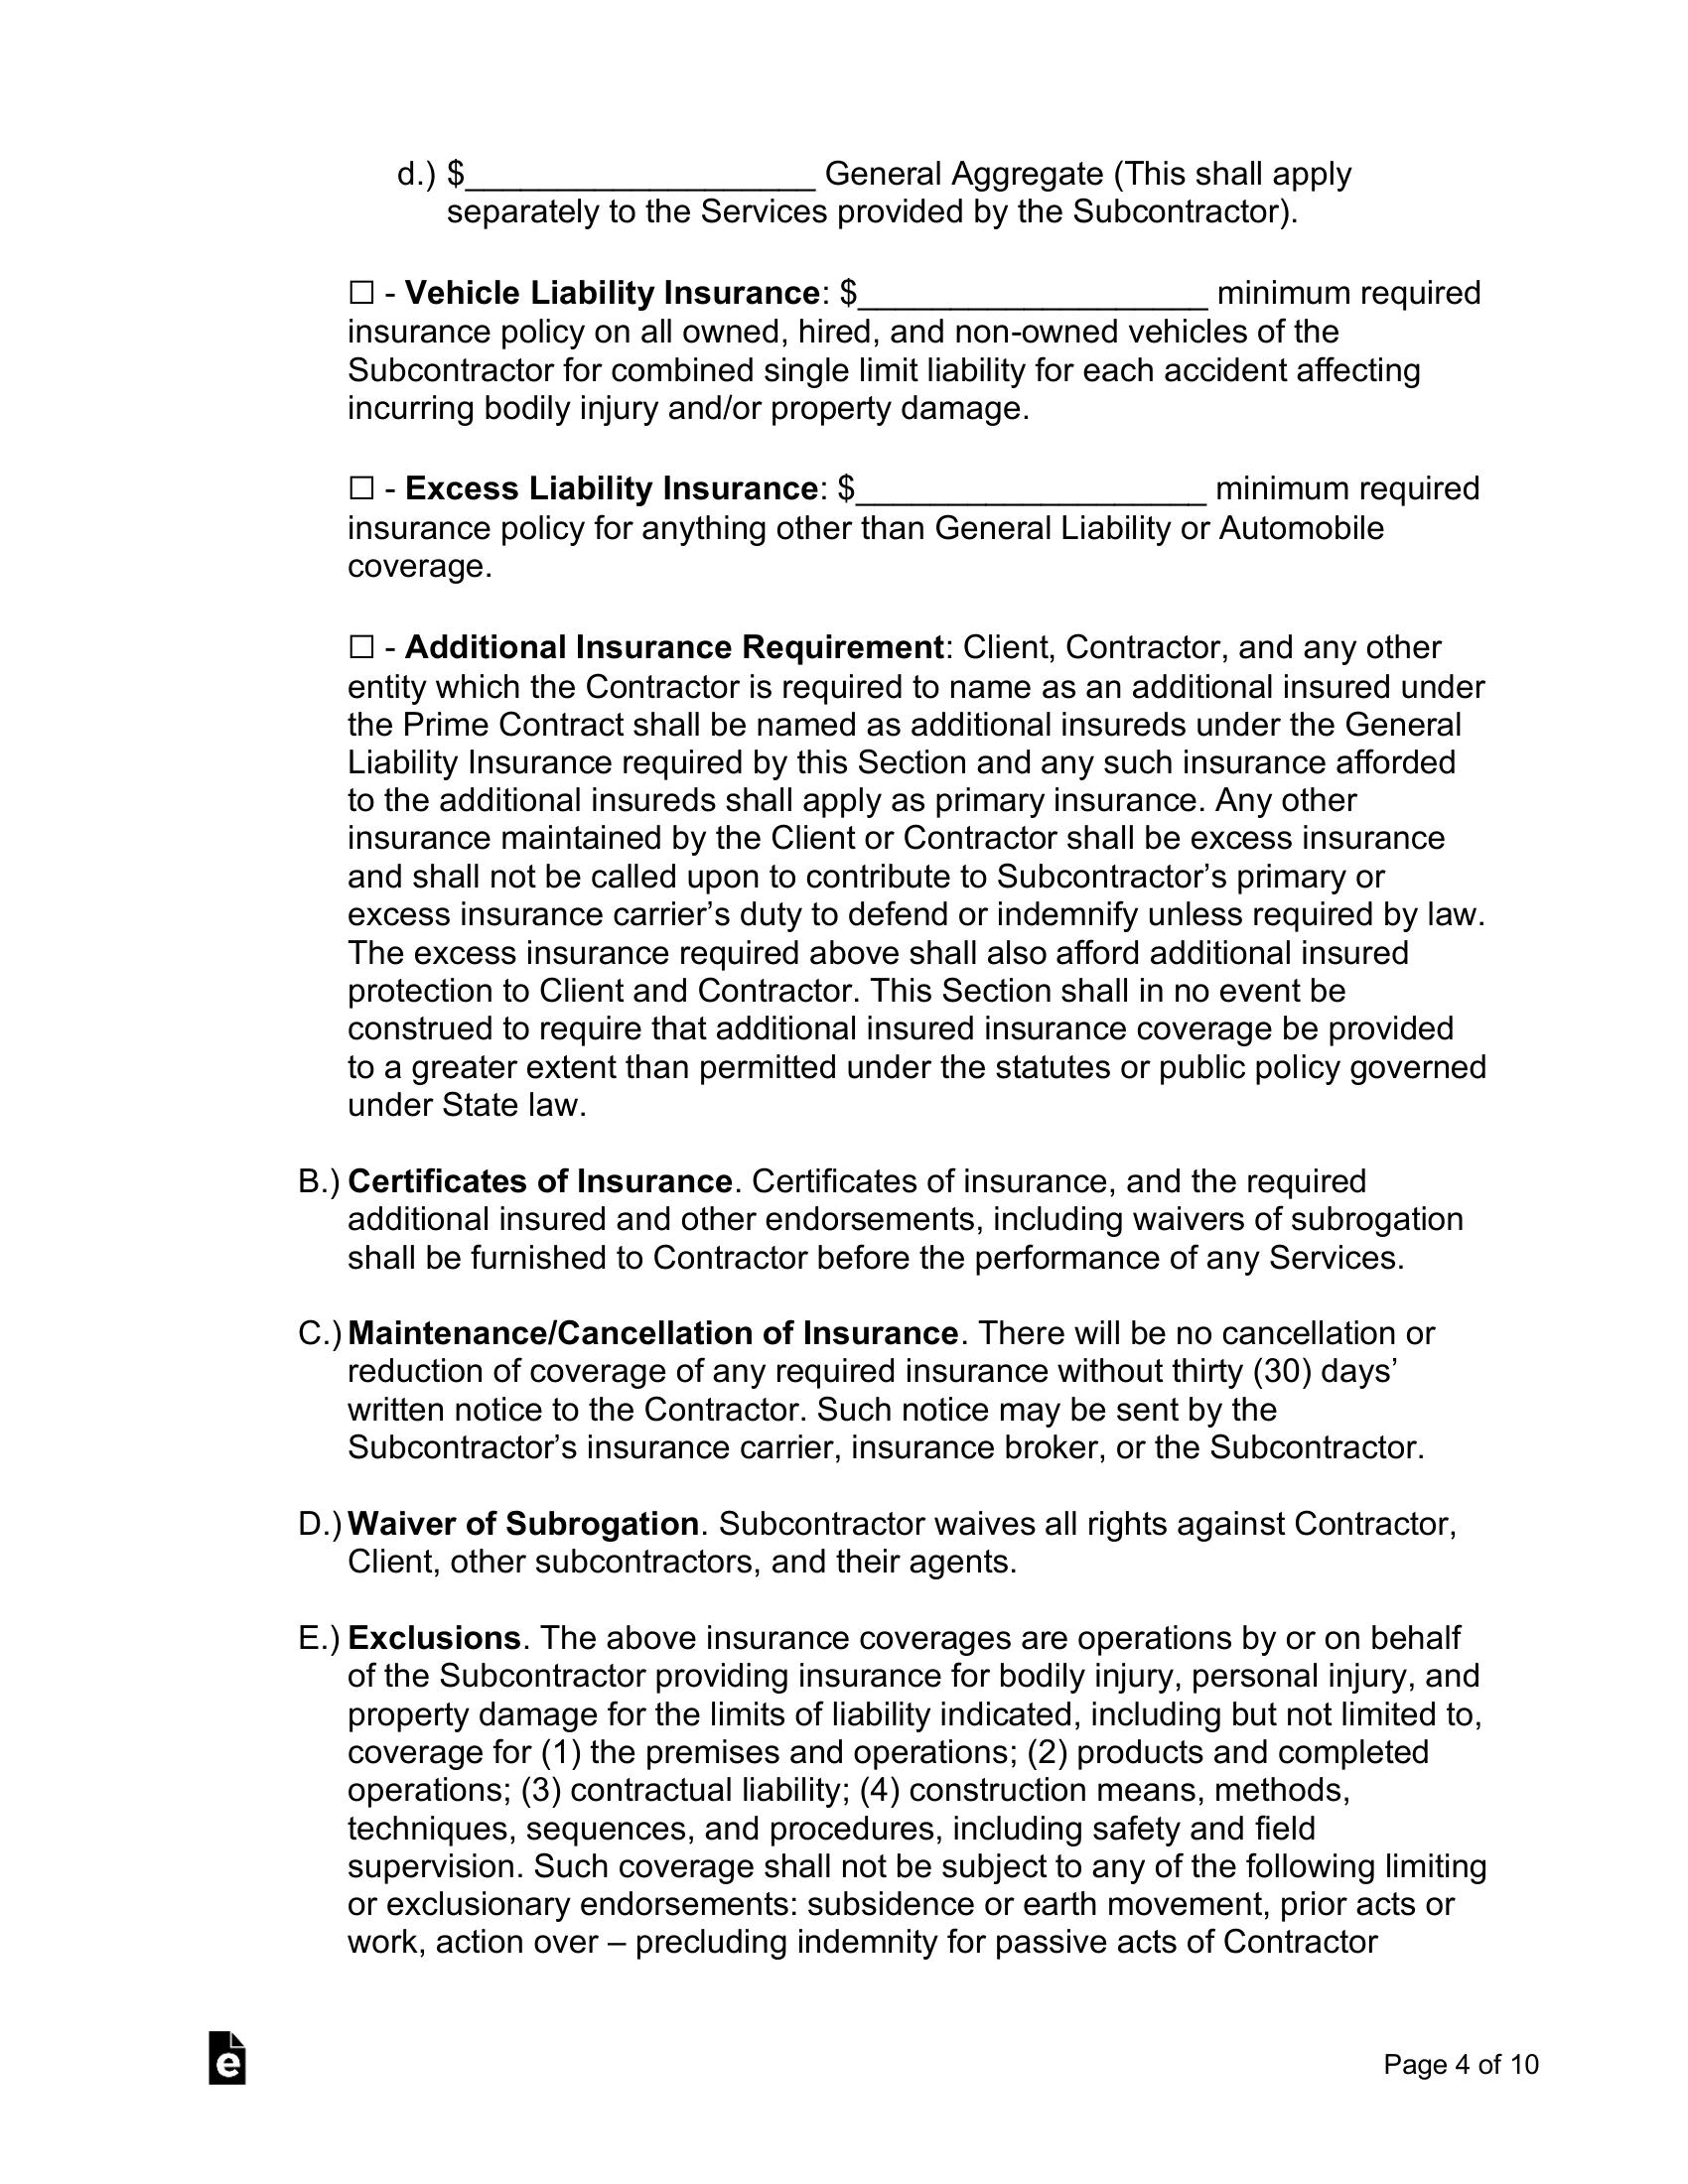 d.) $___________________ General Aggregate (This shall apply
separately to the Services provided by the Subcontractor).
☐ - Vehicle Liability Insurance: $___________________ minimum required
insurance policy on all owned, hired, and non-owned vehicles of the
Subcontractor for combined single limit liability for each accident affecting
incurring bodily injury and/or property damage.
☐ - Excess Liability Insurance: $___________________ minimum required
insurance policy for anything other than General Liability or Automobile
coverage.
☐ - Additional Insurance Requirement: Client, Contractor, and any other
entity which the Contractor is required to name as an additional insured under
the Prime Contract shall be named as additional insureds under the General
Liability Insurance required by this Section and any such insurance afforded
to the additional insureds shall apply as primary insurance. Any other
insurance maintained by the Client or Contractor shall be excess insurance
and shall not be called upon to contribute to Subcontractor’s primary or
excess insurance carrier’s duty to defend or indemnify unless required by law.
The excess insurance required above shall also afford additional insured
protection to Client and Contractor. This Section shall in no event be
construed to require that additional insured insurance coverage be provided
to a greater extent than permitted under the statutes or public policy governed
under State law.
B.) Certificates of Insurance. Certificates of insurance, and the required
additional insured and other endorsements, including waivers of subrogation
shall be furnished to Contractor before the performance of any Services.
C.) Maintenance/Cancellation of Insurance. There will be no cancellation or
reduction of coverage of any required insurance without thirty (30) days’
written notice to the Contractor. Such notice may be sent by the
Subcontractor’s insurance carrier, insurance broker, or the Subcontractor.
D.) Waiver of Subrogation. Subcontractor waives all rights against Contractor,
Client, other subcontractors, and their agents.
E.) Exclusions. The above insurance coverages are operations by or on behalf
of the Subcontractor providing insurance for bodily injury, personal injury, and
property damage for the limits of liability indicated, including but not limited to,
coverage for (1) the premises and operations; (2) products and completed
operations; (3) contractual liability; (4) construction means, methods,
techniques, sequences, and procedures, including safety and field
supervision. Such coverage shall not be subject to any of the following limiting
or exclusionary endorsements: subsidence or earth movement, prior acts or
work, action over – precluding indemnity for passive acts of Contractor
e
Page 4 of 10